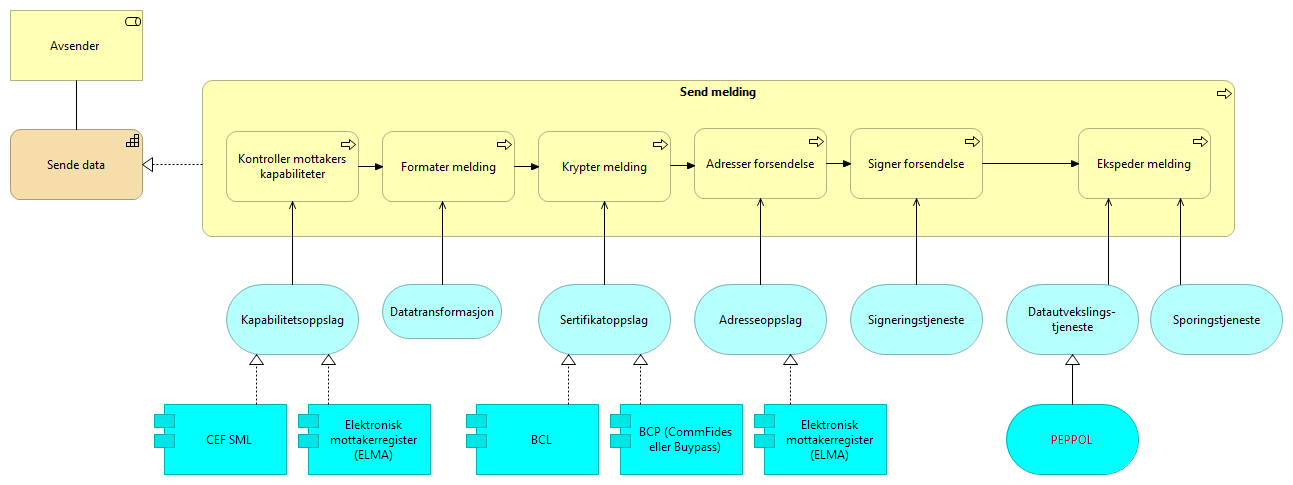 Avsender
Sende data
Send melding
Kontroller mottakers
kapabiliteter
Formater melding
Krypter melding
Adresser forsendelse
Signer forsendelse
Ekspeder melding
Kapabilitetsoppslag
Datatransformasjon
Sertifikatoppslag
Adresseoppslag
Signeringstjeneste
Datautvekslings-
tjeneste
Sporingstjeneste
CEF SML
Elektronisk
mottakerregister
(ELMA)
BCL
BCP (CommFides
eller Buypass)
Elektronisk
mottakerregister
(ELMA)
PEPPOL